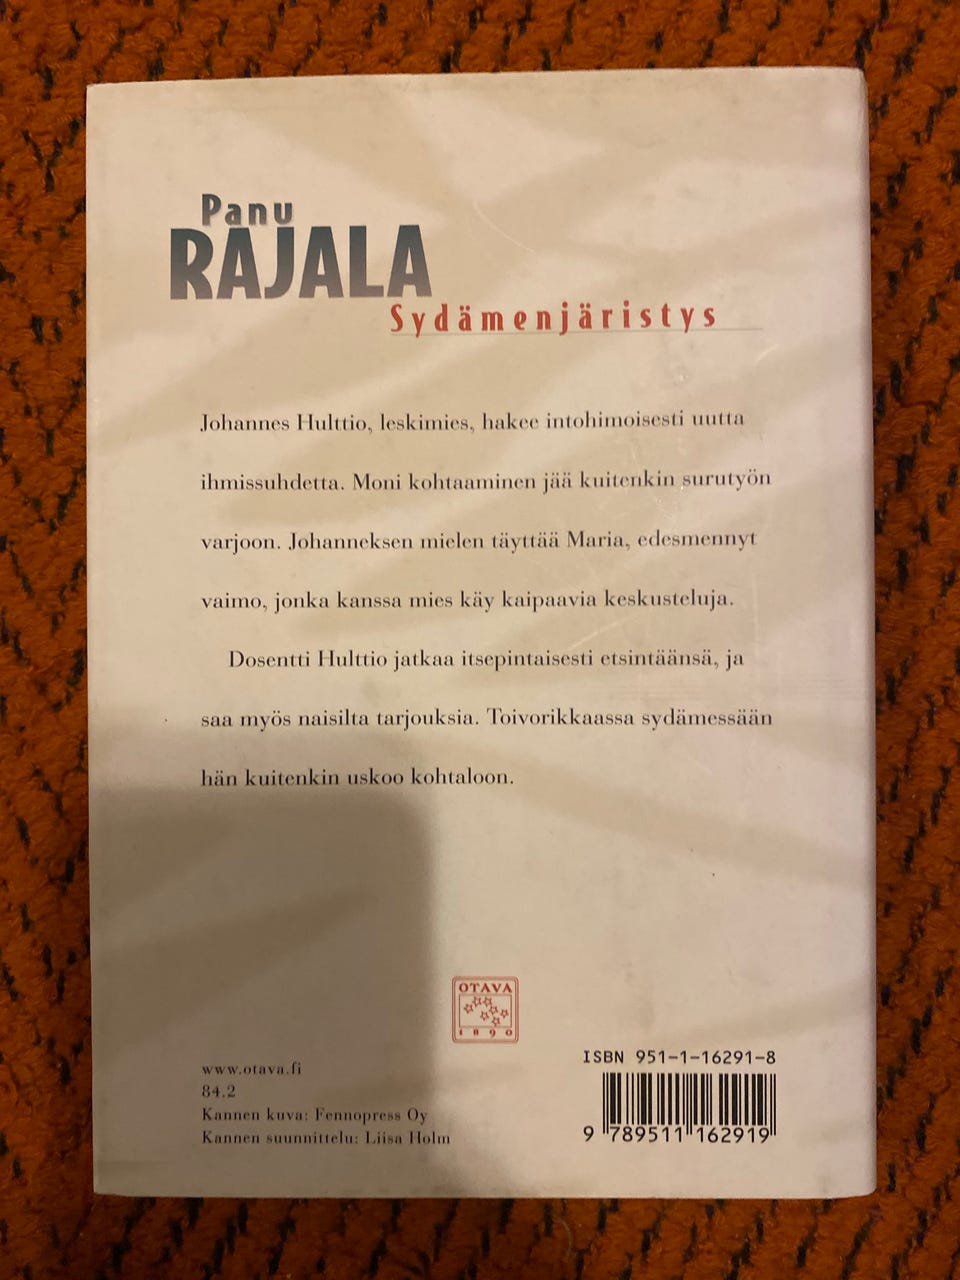 Panu
RAJALA
Sydämenjäristys
Johannes Hulttio, leskimies, hakee intohimoisesti uutta
ihmissuhdetta. Moni kohtaaminen jää kuitenkin surutyön
varjoon. Johanneksen mielen täyttää Maria, edesmennyt
vaimo, jonka kanssa mies käy kaipaavia keskusteluja.
Dosentti Hulttio jatkaa itsepintaisesti etsintäänsä, ja
saa myös naisilta tarjouksia. Toivorikkaassa sydämessään
hän kuitenkin uskoo kohtaloon.
OTAVA
1890
www.otava.fi
84.2
Kannen kuva: Fennopress Oy
Kannen suunnittelu: Liisa Holm
ISBN 951-1-16291-8
9 789511 162919